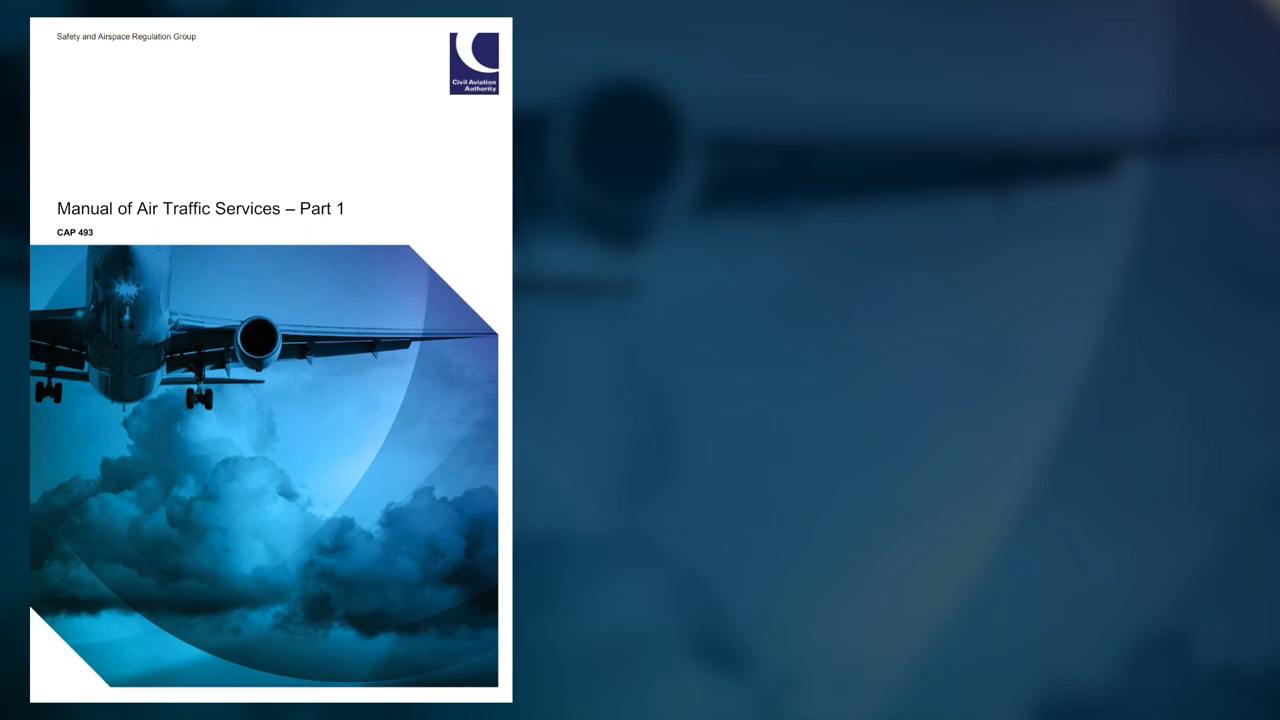 Safety and Airspace Regulation Group
Civil Aviation
Authority
Manual of Air Traffic Services – Part 1
CAP 493